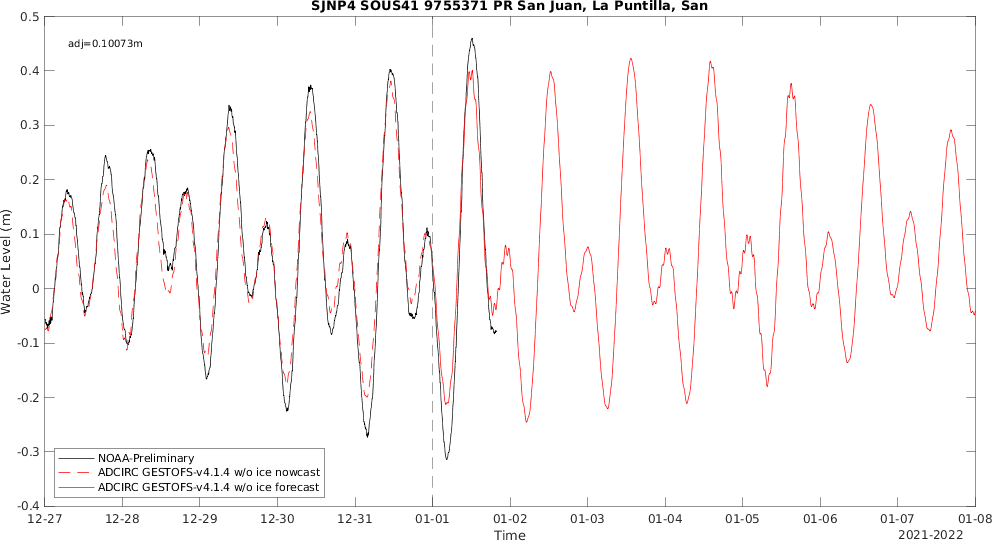 SJNP4 SOUS41 9755371 PR San Juan, La Puntilla, San
adj=0.10073m
Water Level (m)
0.5
0.4
0.3
0.2
0.1
0
-0.1
-0.2
-0.3
-0.4
NOAA-Preliminary
ADCIRC GESTOFS-v4.1.4 w/o ice nowcast
ADCIRC GESTOFS-v4.1.4 w/o ice forecast
12-27 12-28 12-29 12-30 12-31 01-01 01-02 01-03 01-04 01-05 01-06 01-07 01-08
Time
2021-2022